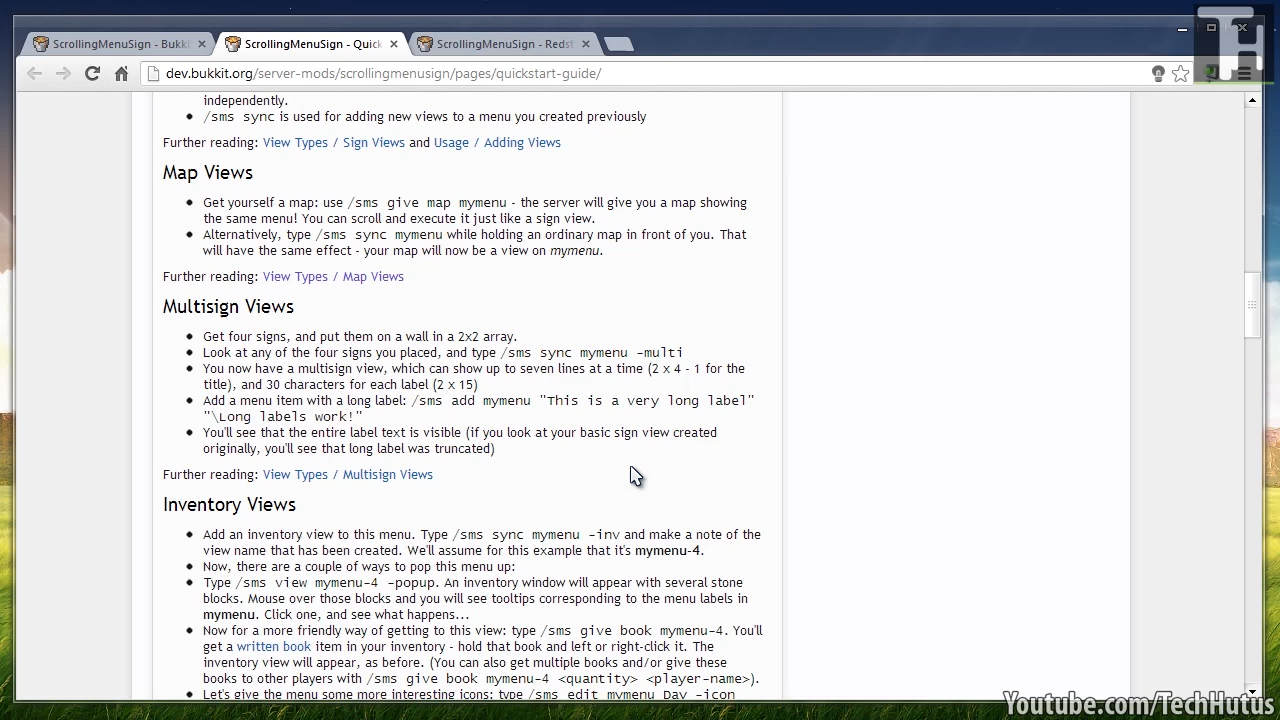 ScrollingMenuSign - Bukki
ScrollingMenuSign - Quick
ScrollingMenuSign - Redst
TH
dev.bukkit.org/server-mods/scrollingmenusign/pages/quickstart-guide/
independently.
/sms sync is used for adding new views to a menu you created previously
Further reading: View Types / Sign Views and Usage / Adding Views
Map Views
Get yourself a map: use /sms give map mymenu - the server will give you a map showing
the same menu! You can scroll and execute it just like a sign view.
Alternatively, type /sms sync mymenu while holding an ordinary map in front of you. That
will have the same effect - your map will now be a view on mymenu.
Further reading: View Types / Map Views
Multisign Views
Get four signs, and put them on a wall in a 2x2 array.
Look at any of the four signs you placed, and type /sms sync mymenu -multi
You now have a multisign view, which can show up to seven lines at a time (2 x 4 - 1 for the
title), and 30 characters for each label (2 x 15)
Add a menu item with a long label: /sms add mymenu "This is a very long label"
"\Long labels work!"
You'll see that the entire label text is visible (if you look at your basic sign view created
originally, you'll see that long label was truncated)
Further reading: View Types / Multisign Views
Inventory Views
Add an inventory view to this menu. Type /sms sync mymenu -inv and make a note of the
view name that has been created. We'll assume for this example that it's mymenu-4.
Now, there are a couple of ways to pop this menu up:
Type /sms view mymenu-4 -popup. An inventory window will appear with several stone
blocks. Mouse over those blocks and you will see tooltips corresponding to the menu labels in
mymenu. Click one, and see what happens...
Now for a more friendly way of getting to this view: type /sms give book mymenu-4. You'll
get a written book item in your inventory - hold that book and left or right-click it. The
inventory view will appear, as before. (You can also get multiple books and/or give these
books to other players with /sms give book mymenu-4 <quantity> <player-name>).
Let's give the menu some more interesting icons: type /sms edit mymenu Day -icon
Youtube.com/TechHutus